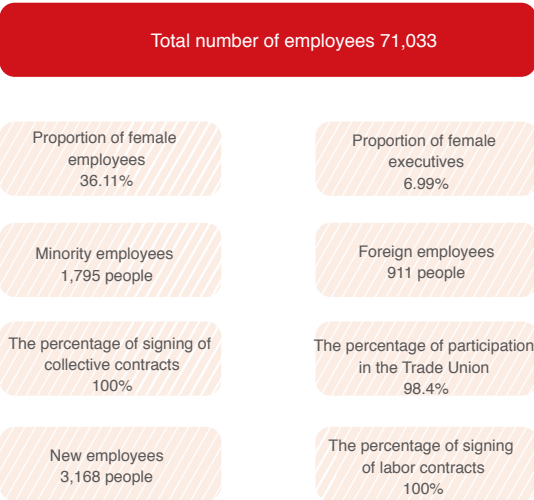 Total number of employees 71,033
Proportion of female
employees
36.11%
Proportion of female
executives
6.99%
Minority employees
1,795 people
Foreign employees
911 people
The percentage of signing of
collective contracts
100%
The percentage of participation
in the Trade Union
98.4%
New employees
3,168 people
The percentage of signing
of labor contracts
100%